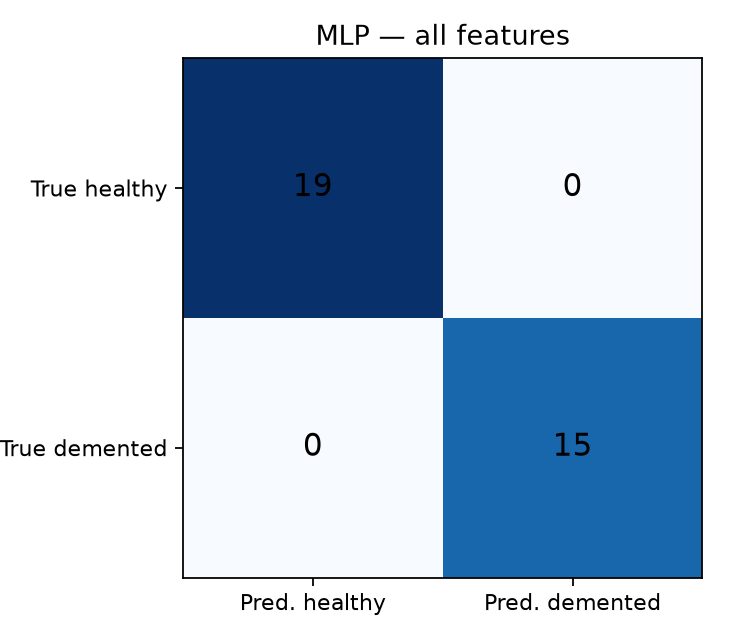 MLP — all features
True healthy
19
0
True demented
0
15
Pred. healthy
Pred. demented